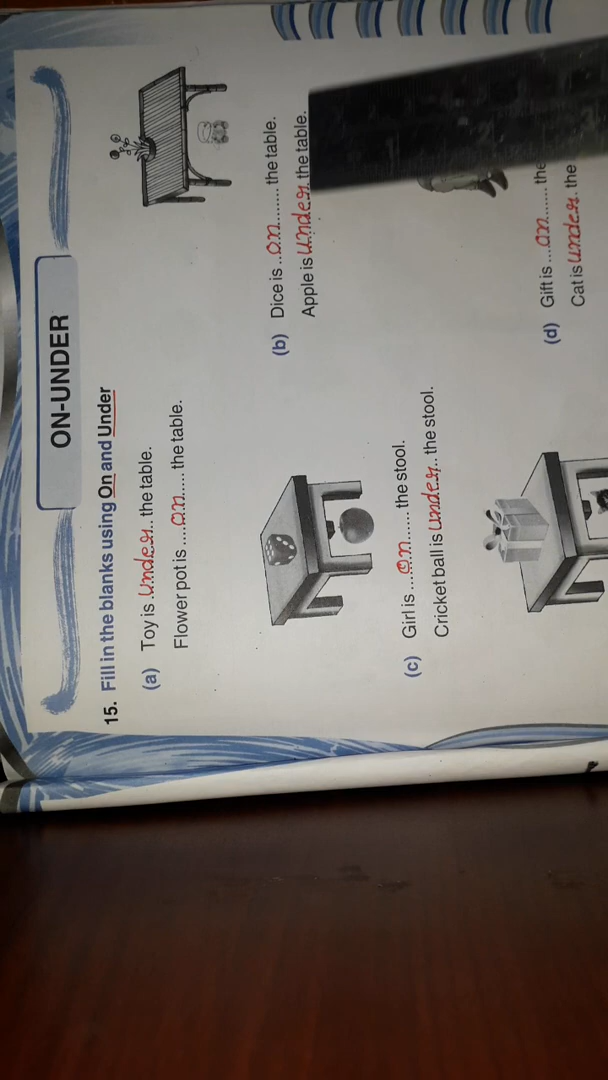 ON-UNDER
15. Fill in the blanks using On and Under
(a) Toy is .under.. the table.
Flower pot is ....on..... the table.
(b) Dice is ...on........ the table.
Apple is under. the table.
(c) Girl is ....on...... the stool.
Cricket ball is under.. the stool.
(d) Gift is ...on....... the
Cat is under. the